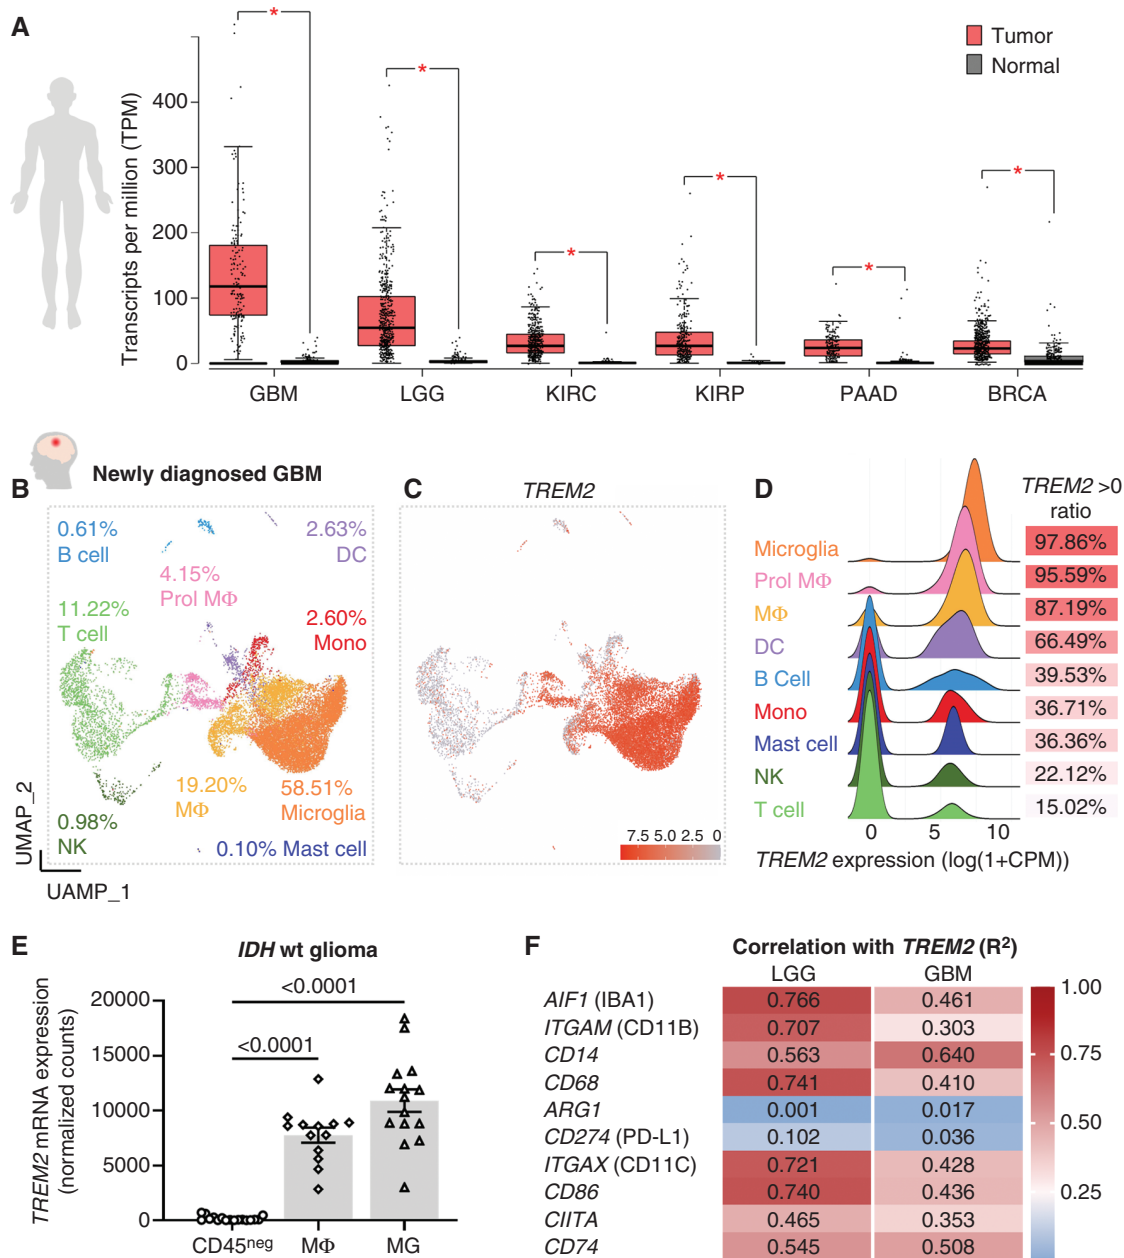 A
*
*
*
*
*
*
Tumor
Normal
Transcripts per million (TPM)
400
300
200
100
0
GBM
LGG
KIRC
KIRP
PAAD
BRCA
Newly diagnosed GBM
B
0.61%
B cell
2.63%
DC
4.15%
Prol MΦ
11.22%
T cell
2.60%
Mono
19.20%
MΦ
58.51%
Microglia
0.98%
NK
0.10% Mast cell
UMAP_2
UAMP_1
C
TREM2
7.5 5.0 2.5 0
D
TREM2 >0
ratio
Microglia
97.86%
Prol MΦ
95.59%
MΦ
87.19%
DC
66.49%
B Cell
39.53%
Mono
36.71%
Mast cell
36.36%
NK
22.12%
T cell
15.02%
0
5
10
TREM2 expression (log(1+CPM))
E
IDH wt glioma
<0.0001
<0.0001
TREM2 mRNA expression
(normalized counts)
20000
15000
10000
5000
0
CD45neg
MΦ
MG
F
Correlation with TREM2 (R2)
LGG GBM
AIF1 (IBA1) 0.766 0.461
ITGAM (CD11B) 0.707 0.303
CD14 0.563 0.640
CD68 0.741 0.410
ARG1 0.001 0.017
CD274 (PD-L1) 0.102 0.036
ITGAX (CD11C) 0.721 0.428
CD86 0.740 0.436
CIITA 0.465 0.353
CD74 0.545 0.508
1.00
0.75
0.50
0.25